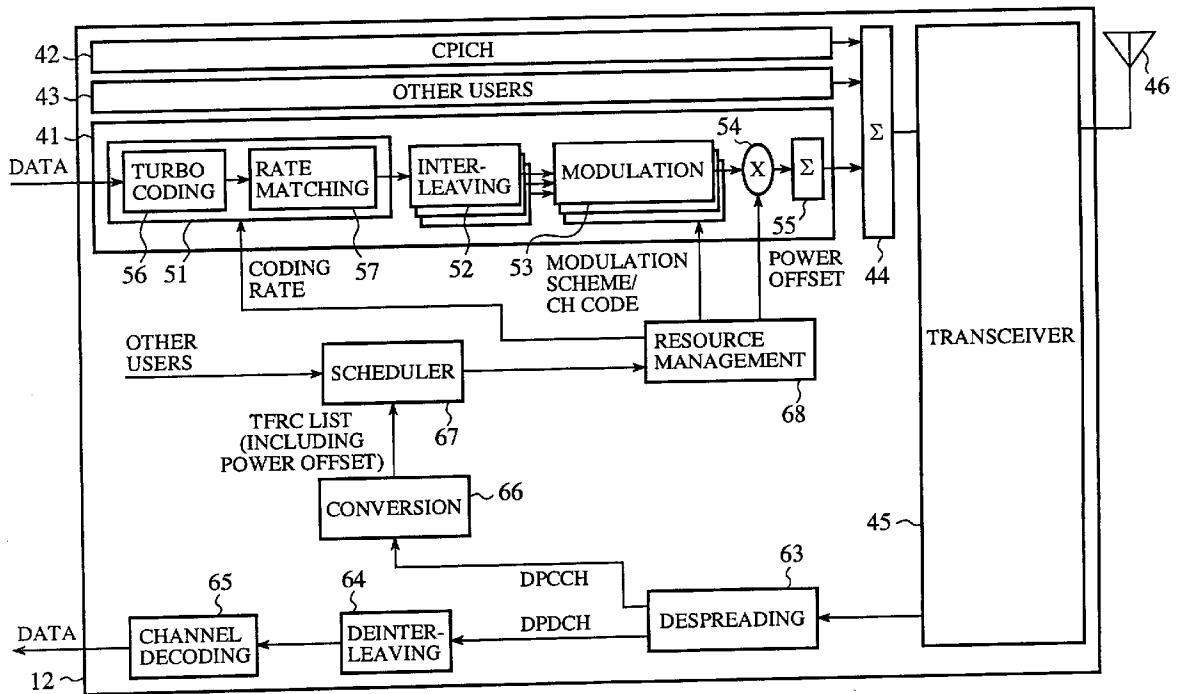 42
CPICH
43
OTHER USERS
46
41
54
Σ
DATA
TURBO
CODING
RATE
MATCHING
INTER-
LEAVING
MODULATION
X
Σ
56
51
57
52
53
55
44
CODING
RATE
MODULATION
SCHEME/
CH CODE
POWER
OFFSET
OTHER
USERS
SCHEDULER
67
RESOURCE
MANAGEMENT
68
TRANSCEIVER
TFRC LIST
(INCLUDING
POWER OFFSET)
CONVERSION
66
45
DPCCH
63
DESPREADING
DPDCH
65
64
DATA
CHANNEL
DECODING
DEINTER-
LEAVING
12